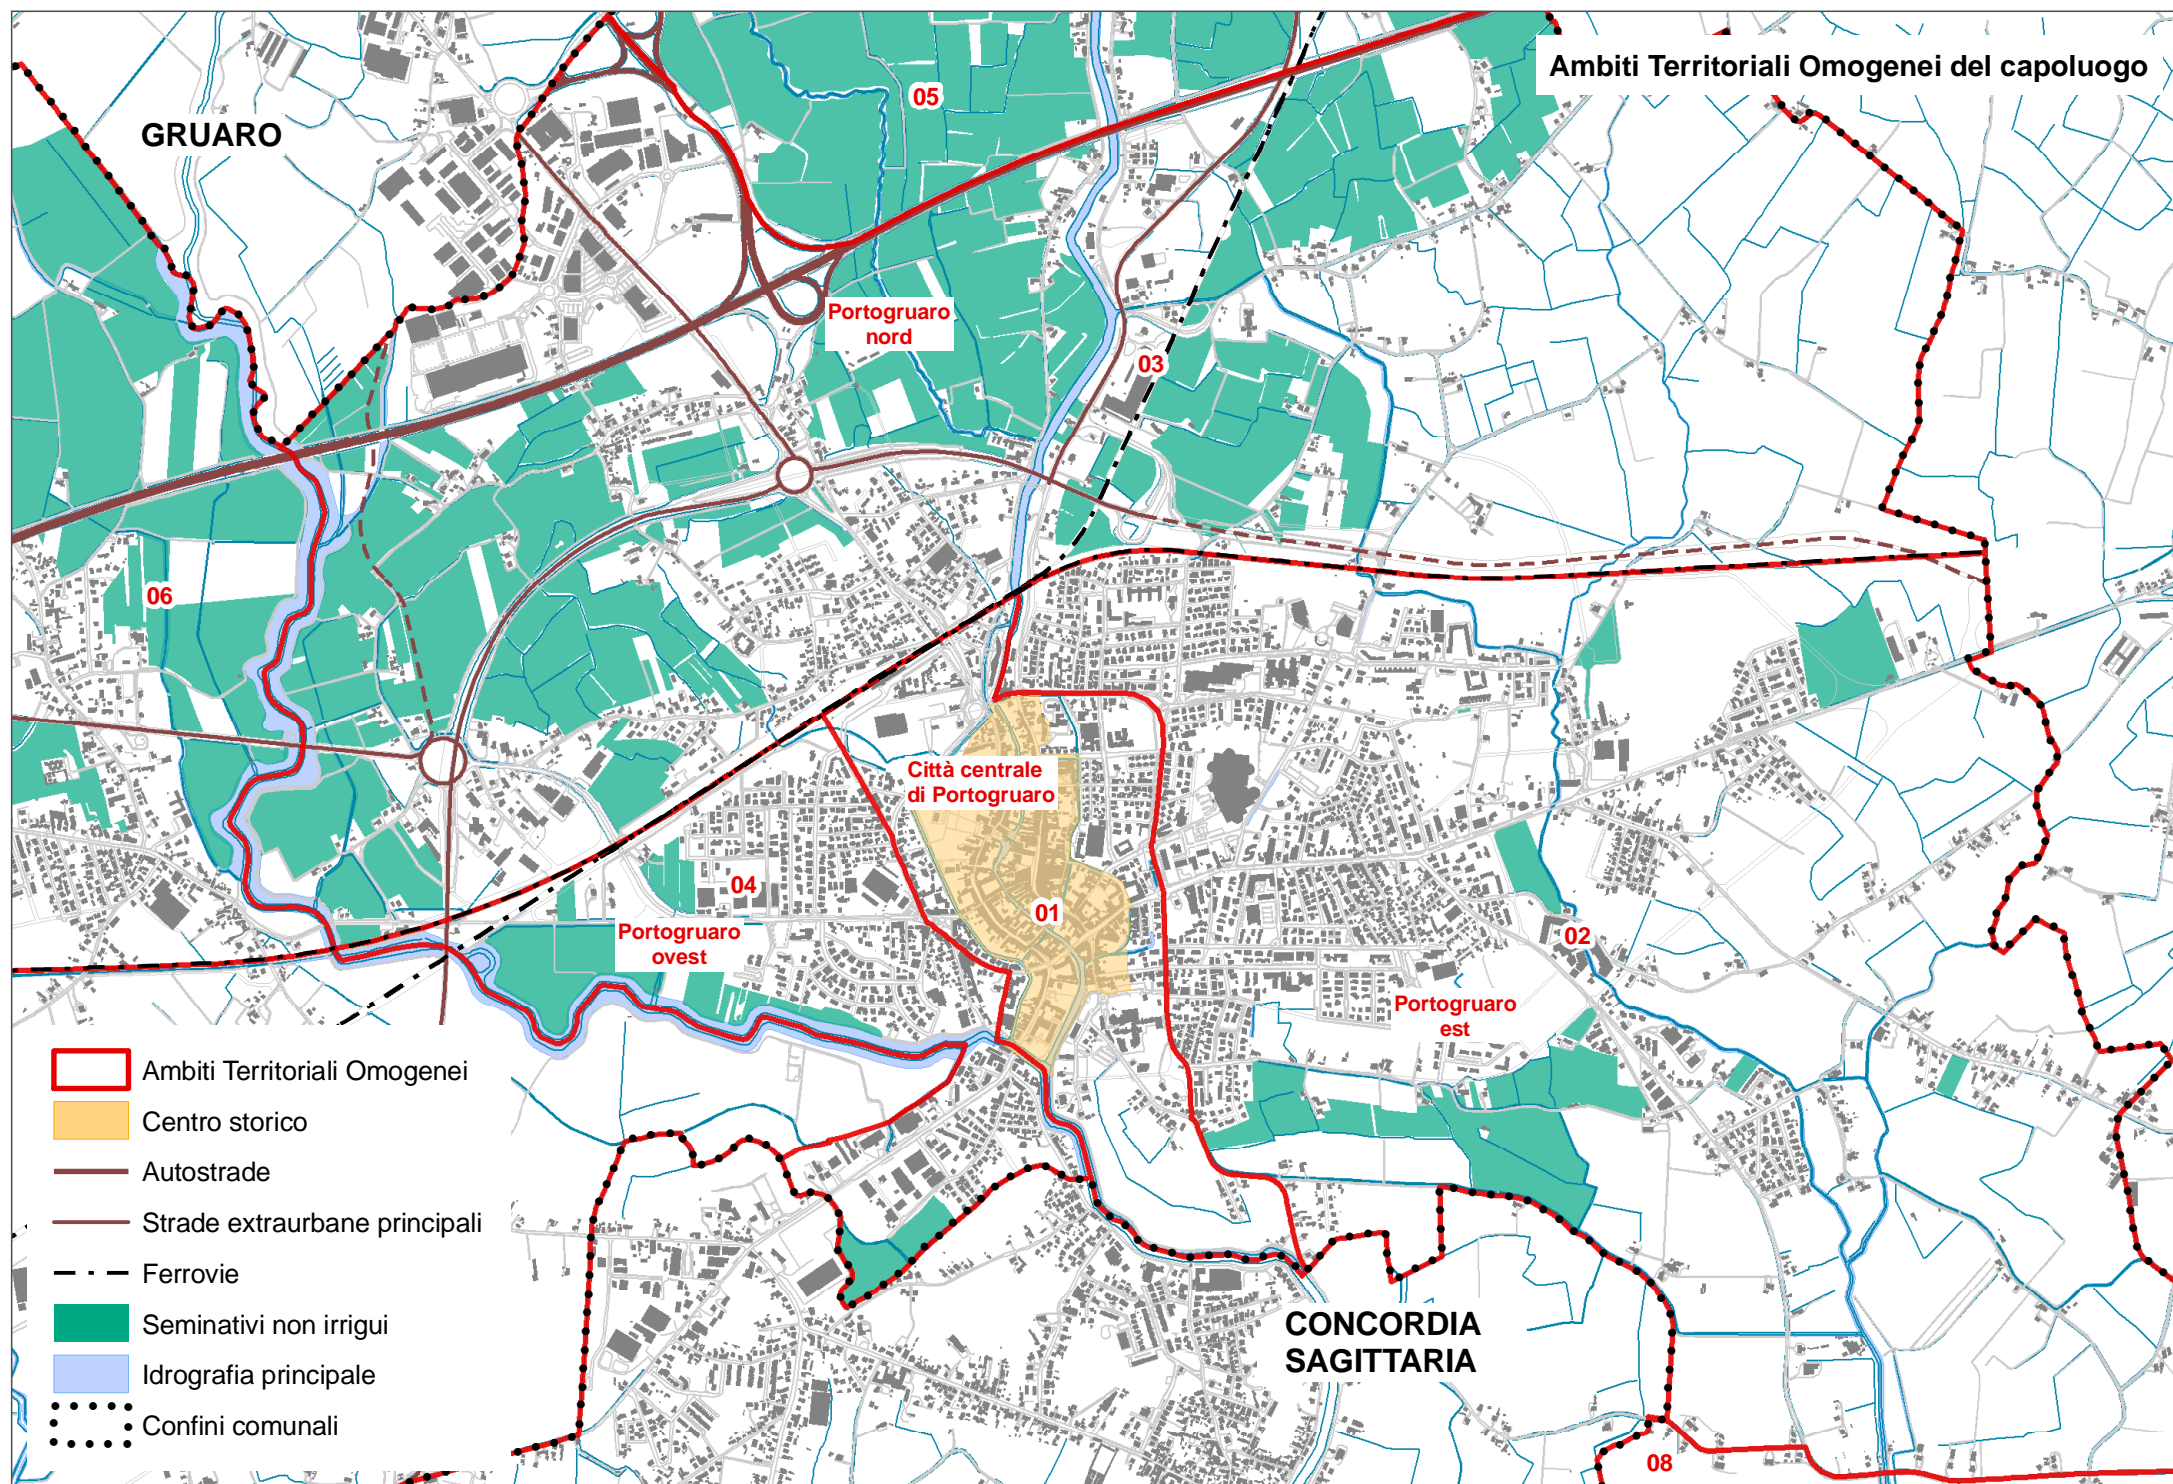 Ambiti Territoriali Omogenei del capoluogo
05
GRUARO
Portogruaro
nord
03
06
Città centrale
di Portogruaro
04
01
Portogruaro
ovest
02
Portogruaro
est
Ambiti Territoriali Omogenei
Centro storico
Autostrade
Strade extraurbane principali
Ferrovie
Seminativi non irrigui
Idrografia principale
Confini comunali
CONCORDIA
SAGITTARIA
08